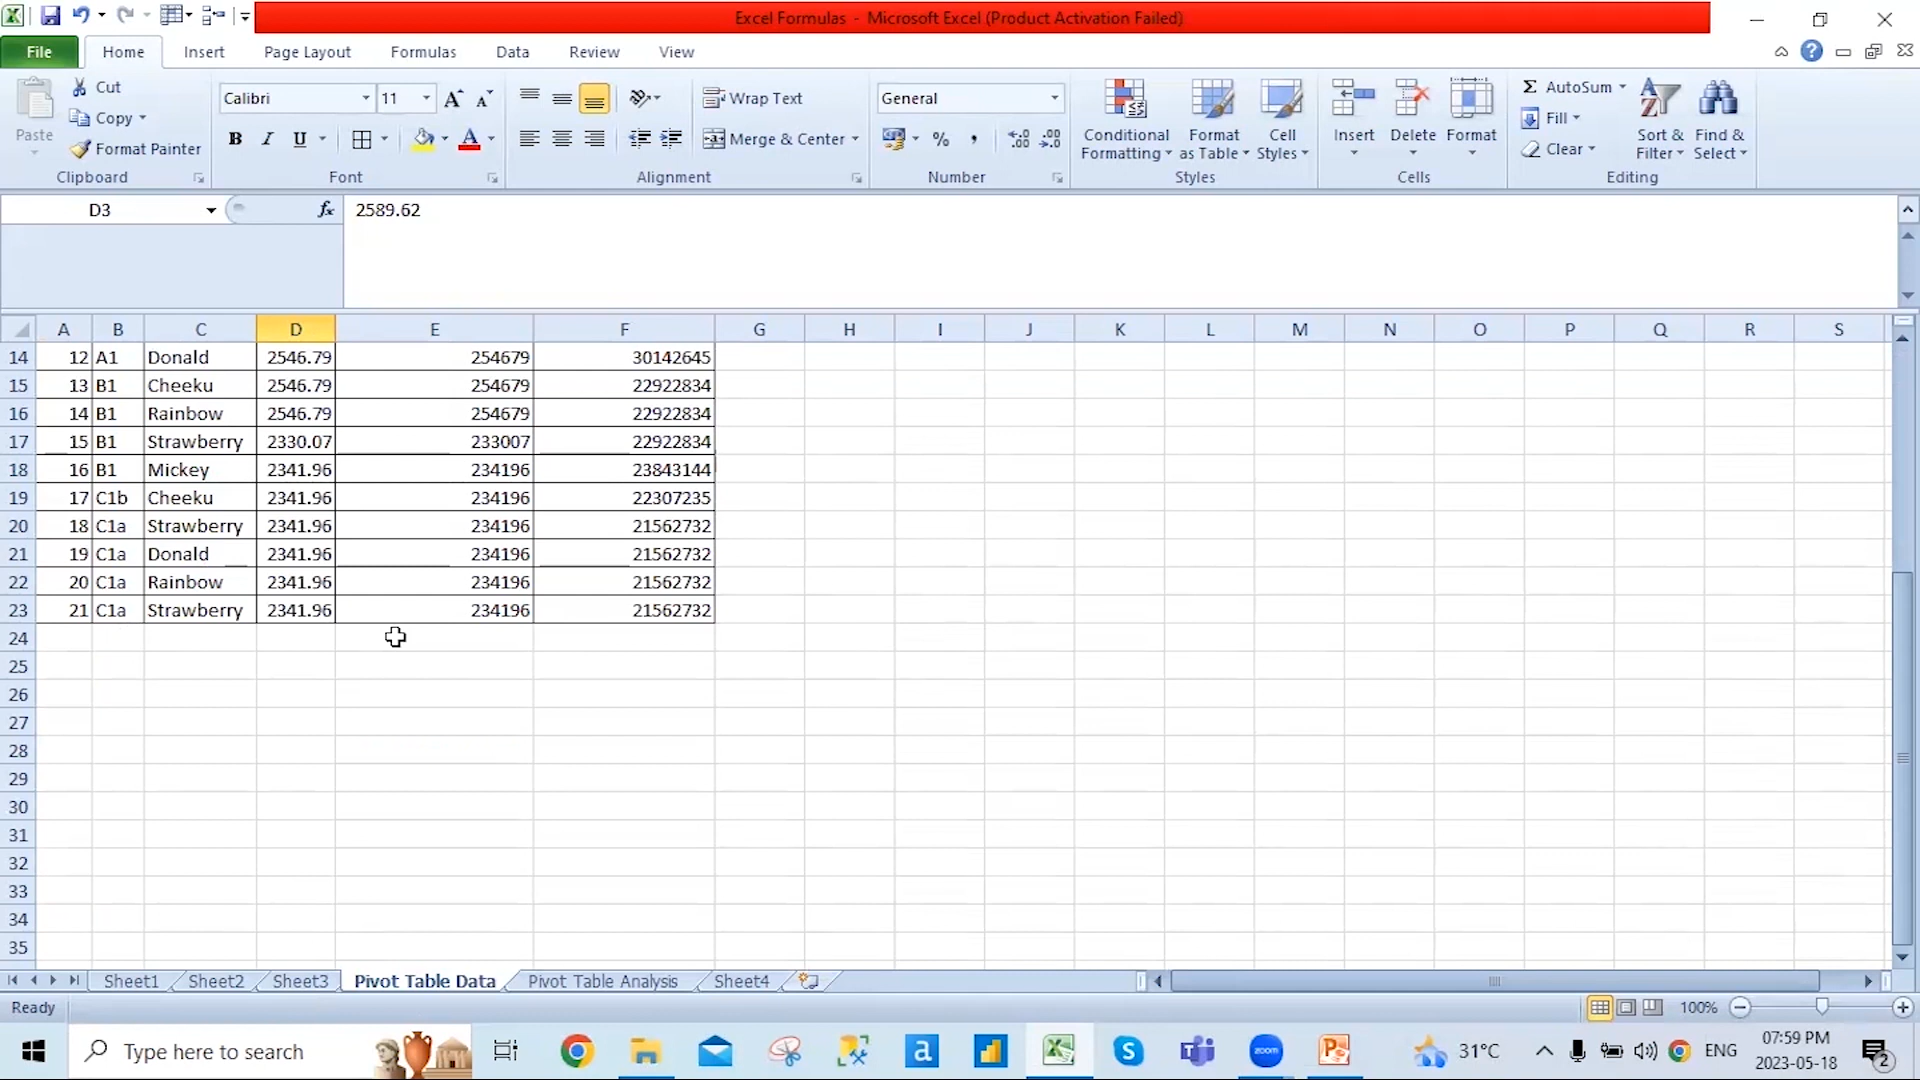 Excel Formulas - Microsoft Excel (Product Activation Failed)
File Home Insert Page Layout Formulas Data Review View
Paste
Cut
Copy
Format Painter
Clipboard
Calibri 11
B I U A
Font
Wrap Text
Merge & Center
Alignment
General
% ,
Number
Conditional Formatting
Format as Table
Cell Styles
Styles
Insert Delete Format
Cells
Σ AutoSum
Fill
Clear
Sort & Filter
Find & Select
Editing
D3 fx 2589.62
A B C D E F G H I J K L M N O P Q R S
14 12 A1 Donald 2546.79 254679 30142645
15 13 B1 Cheeku 2546.79 254679 22922834
16 14 B1 Rainbow 2546.79 254679 22922834
17 15 B1 Strawberry 2330.07 233007 22922834
18 16 B1 Mickey 2341.96 234196 23843144
19 17 C1b Cheeku 2341.96 234196 22307235
20 18 C1a Strawberry 2341.96 234196 21562732
21 19 C1a Donald 2341.96 234196 21562732
22 20 C1a Rainbow 2341.96 234196 21562732
23 21 C1a Strawberry 2341.96 234196 21562732
24
25
26
27
28
29
30
31
32
33
34
35
Sheet1 Sheet2 Sheet3 Pivot Table Data Pivot Table Analysis Sheet4
Ready 100%
Type here to search
zoom
31°C ENG 07:59 PM
2023-05-18 2